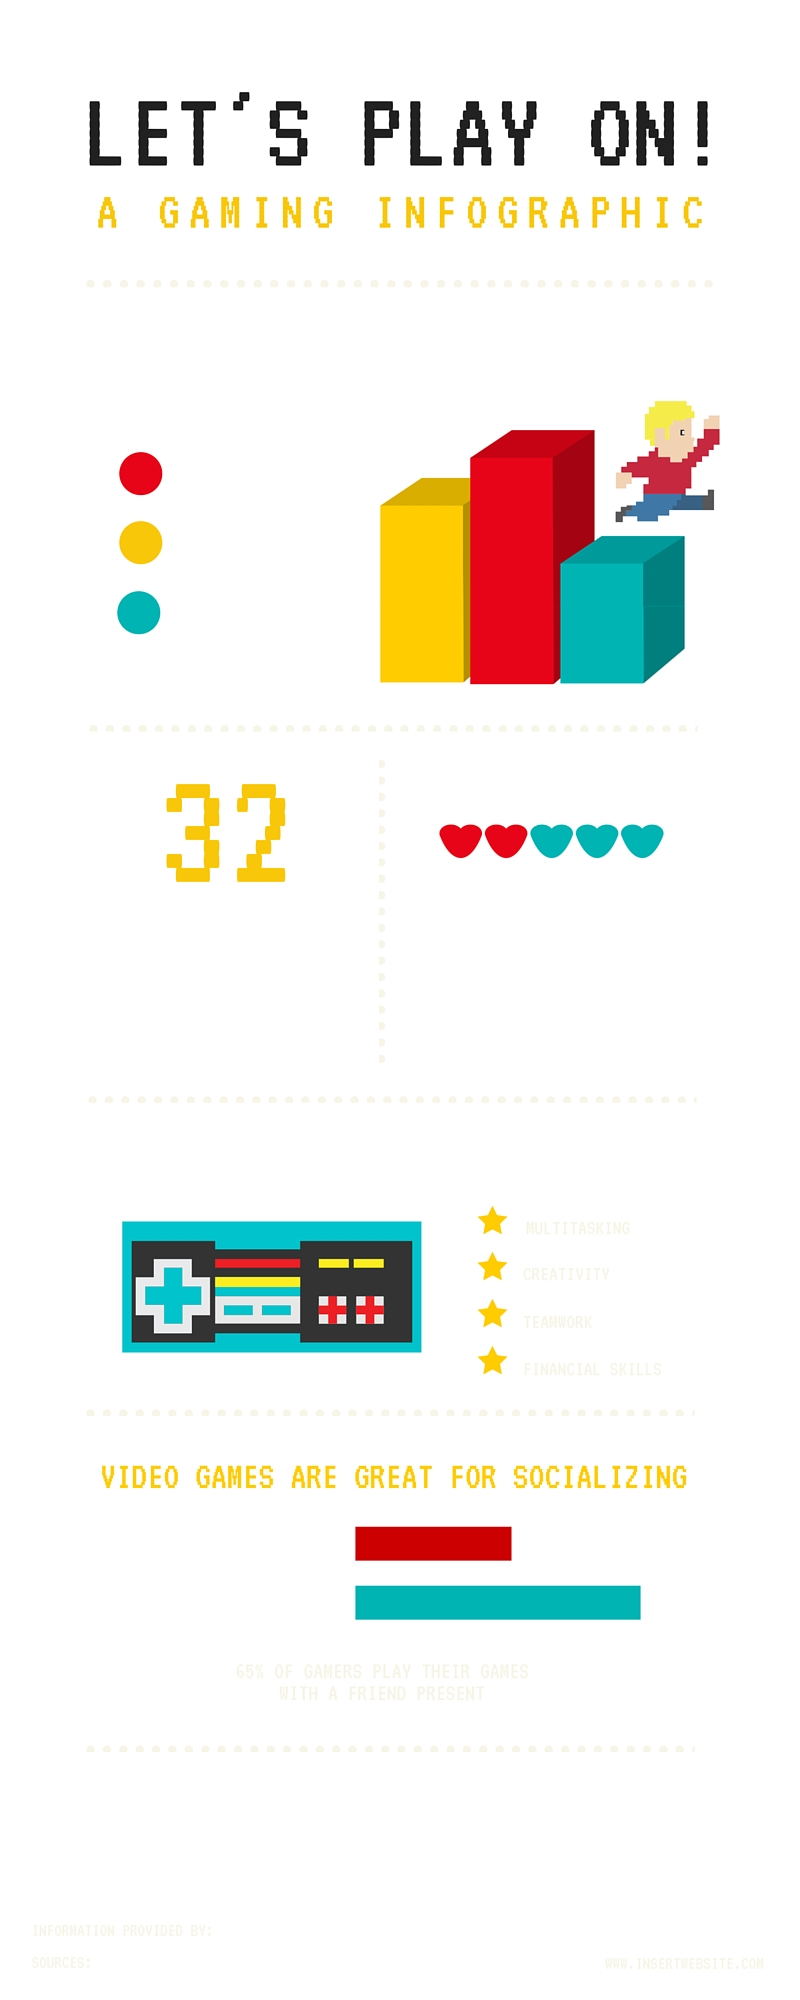 LET'S PLAY ON!
A GAMING INFOGRAPHIC
32
MULTITASKING
CREATIVITY
TEAMWORK
FINANCIAL SKILLS
VIDEO GAMES ARE GREAT FOR SOCIALIZING
65% OF GAMERS PLAY THEIR GAMES
WITH A FRIEND PRESENT
INFORMATION PROVIDED BY:
SOURCES:
WWW.INSERTWEBSITE.COM